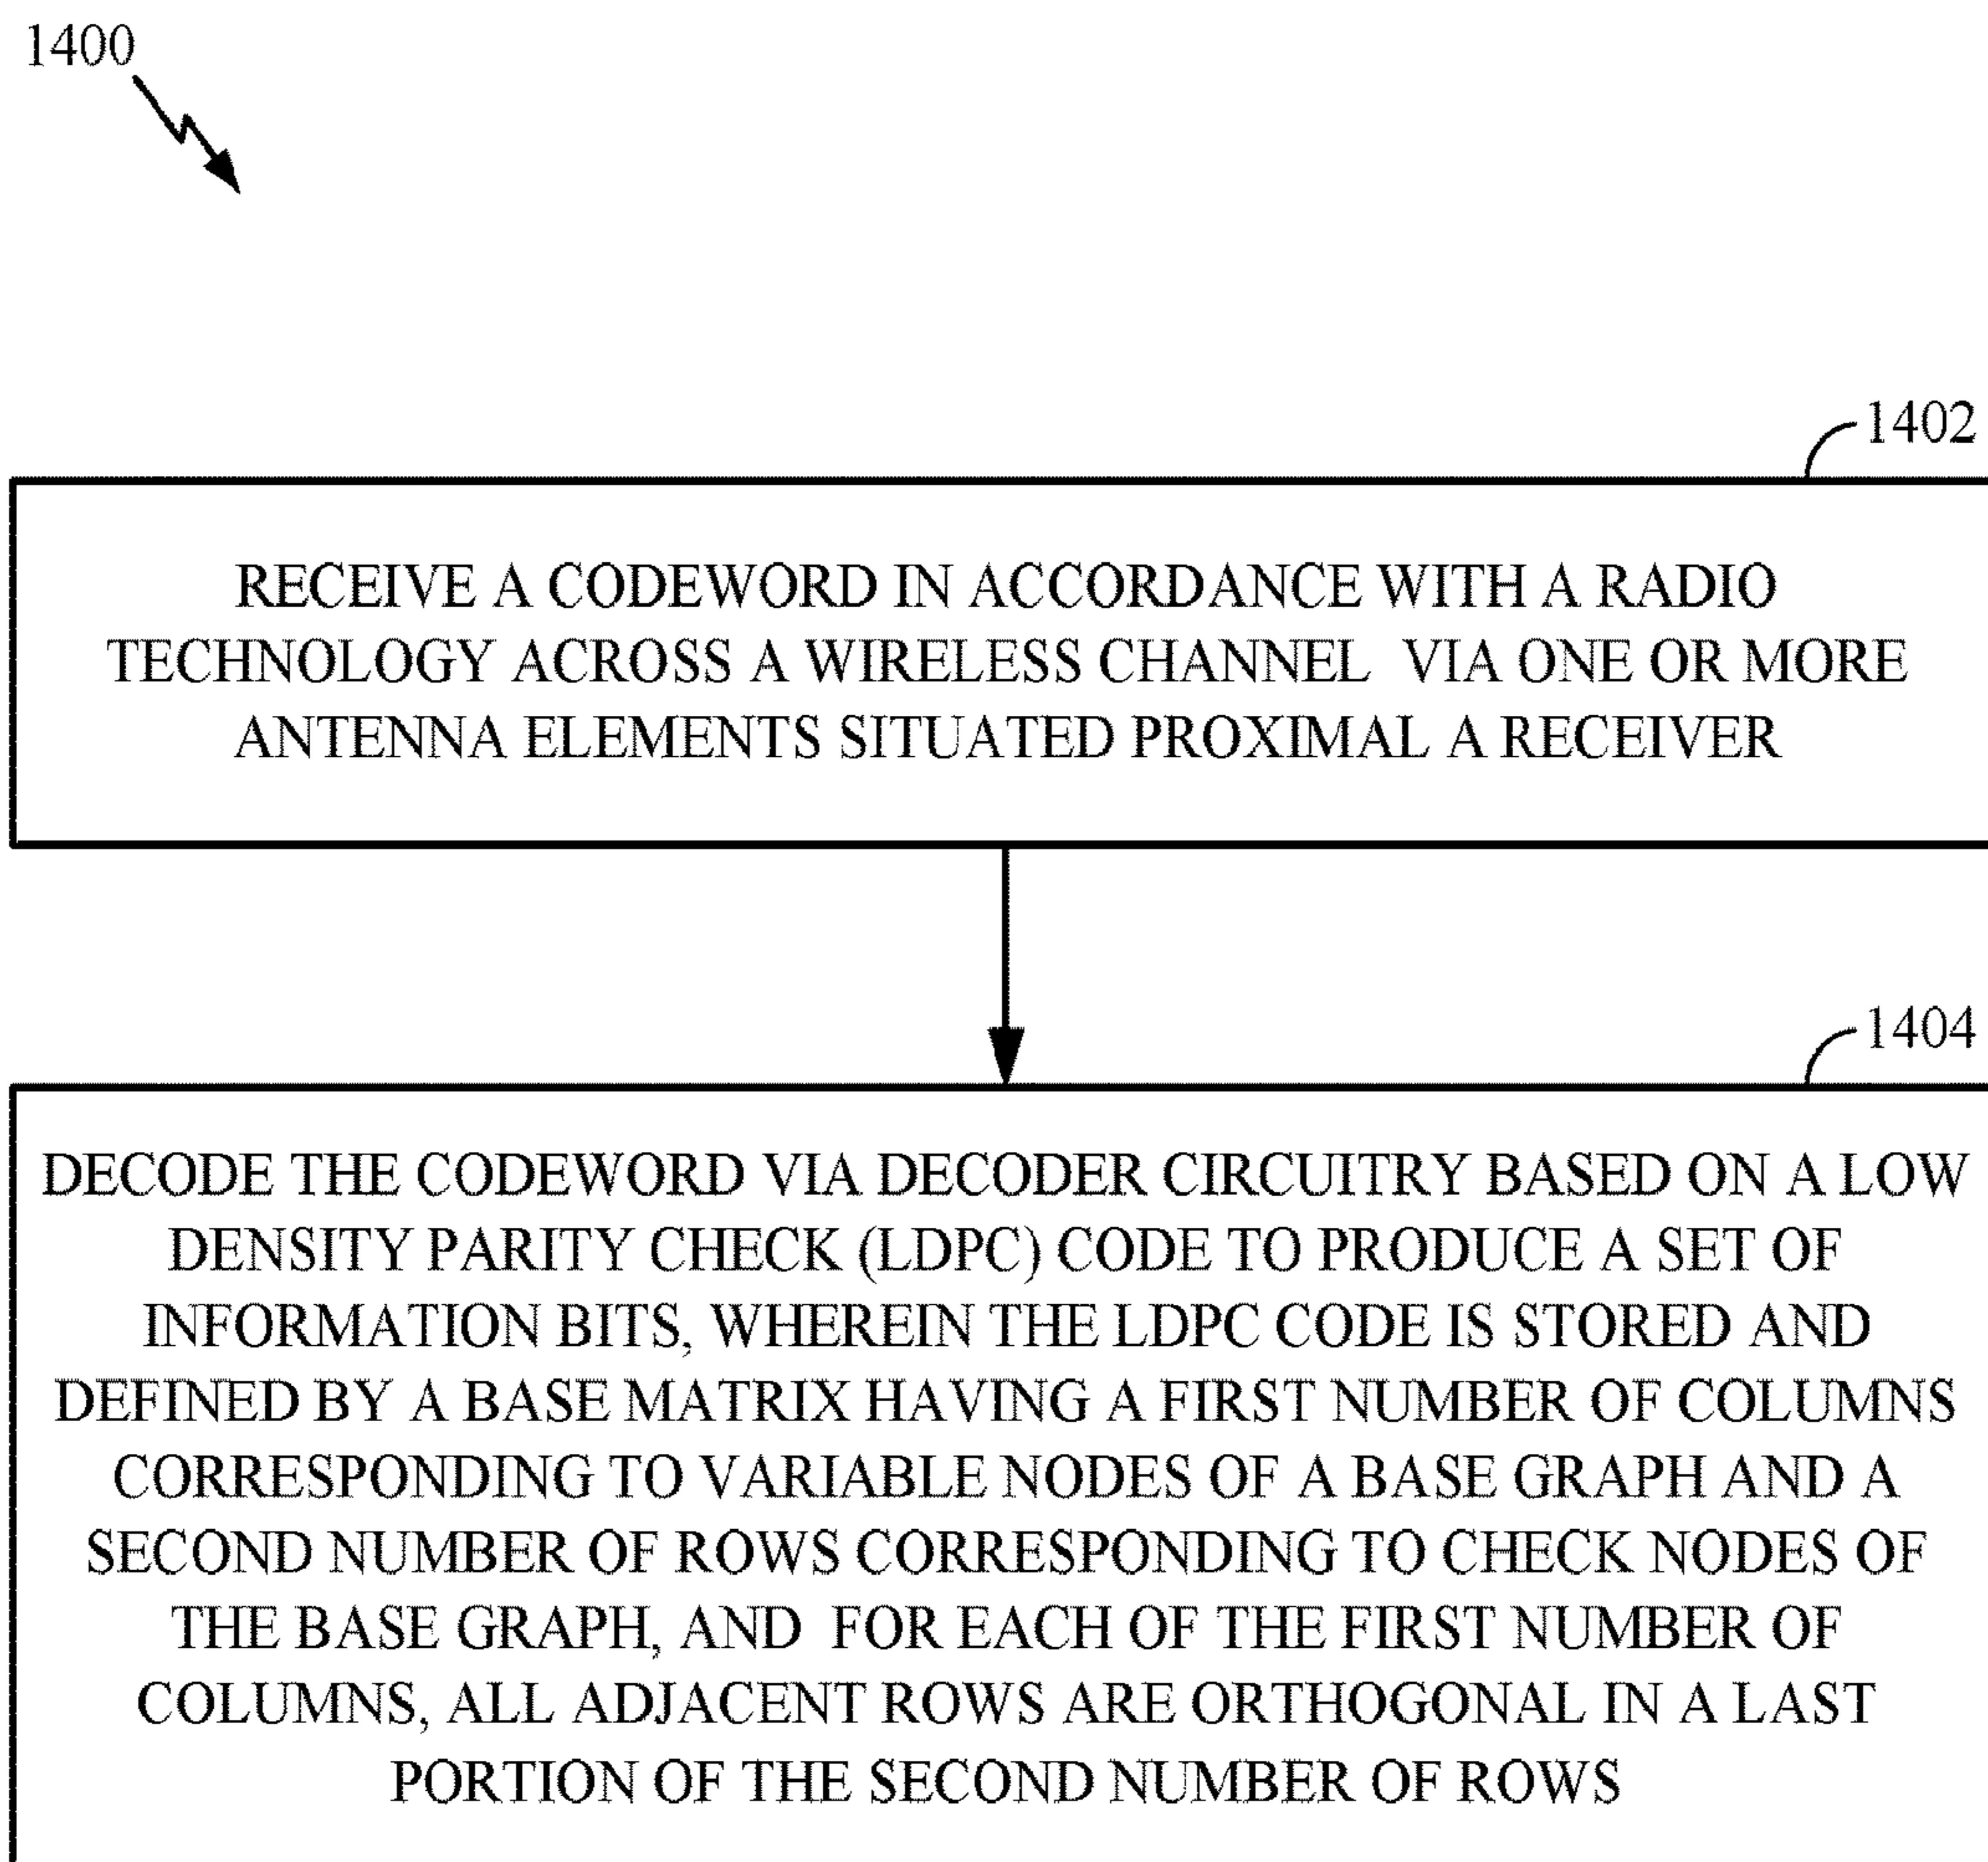 1400
1402
RECEIVE A CODEWORD IN ACCORDANCE WITH A RADIO
TECHNOLOGY ACROSS A WIRELESS CHANNEL VIA ONE OR MORE
ANTENNA ELEMENTS SITUATED PROXIMAL A RECEIVER
1404
DECODE THE CODEWORD VIA DECODER CIRCUITRY BASED ON A LOW
DENSITY PARITY CHECK (LDPC) CODE TO PRODUCE A SET OF
INFORMATION BITS, WHEREIN THE LDPC CODE IS STORED AND
DEFINED BY A BASE MATRIX HAVING A FIRST NUMBER OF COLUMNS
CORRESPONDING TO VARIABLE NODES OF A BASE GRAPH AND A
SECOND NUMBER OF ROWS CORRESPONDING TO CHECK NODES OF
THE BASE GRAPH, AND FOR EACH OF THE FIRST NUMBER OF
COLUMNS, ALL ADJACENT ROWS ARE ORTHOGONAL IN A LAST
PORTION OF THE SECOND NUMBER OF ROWS